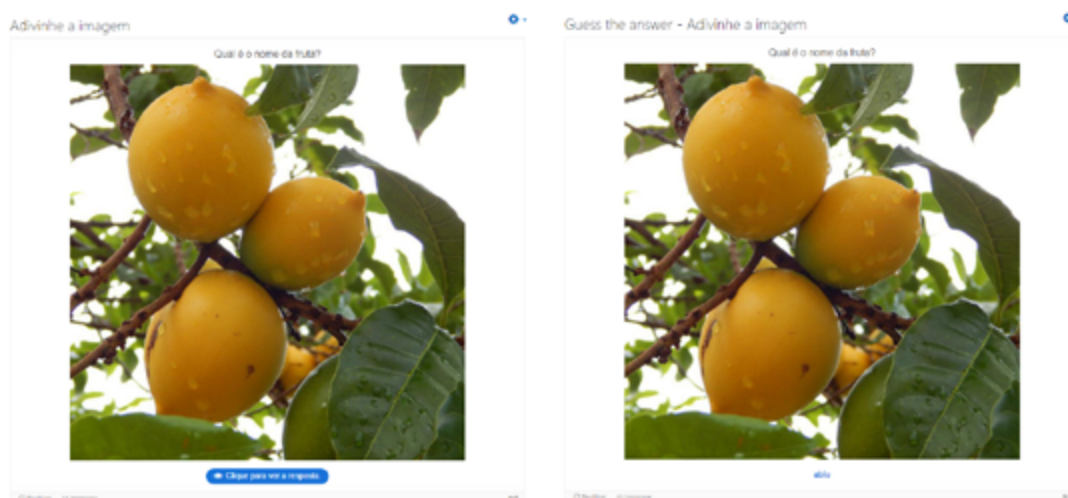 Adivinhe a imagem
Qual é o nome da fruta?
Clique para ver a resposta.
Guess the answer - Adivinhe a imagem
Qual é o nome da fruta?
abiu